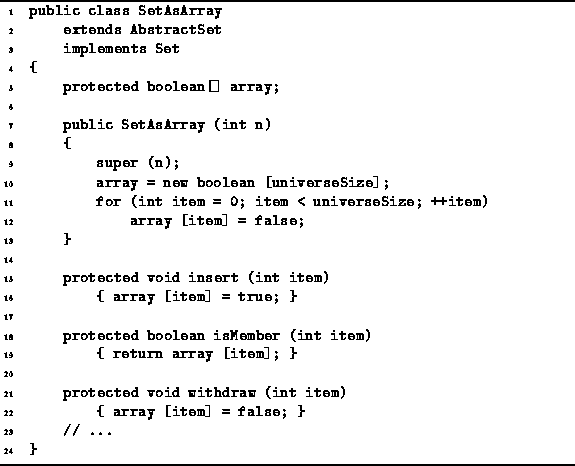 1 public class SetAsArray
2 extends AbstractSet
3 implements Set
4 {
5 protected boolean[] array;
6
7 public SetAsArray (int n)
8 {
9 super (n);
10 array = new boolean [universeSize];
11 for (int item = 0; item < universeSize; ++item)
12 array [item] = false;
13 }
14
15 protected void insert (int item)
16 { array [item] = true; }
17
18 protected boolean isMember (int item)
19 { return array [item]; }
20
21 protected void withdraw (int item)
22 { array [item] = false; }
23 // ...
24 }